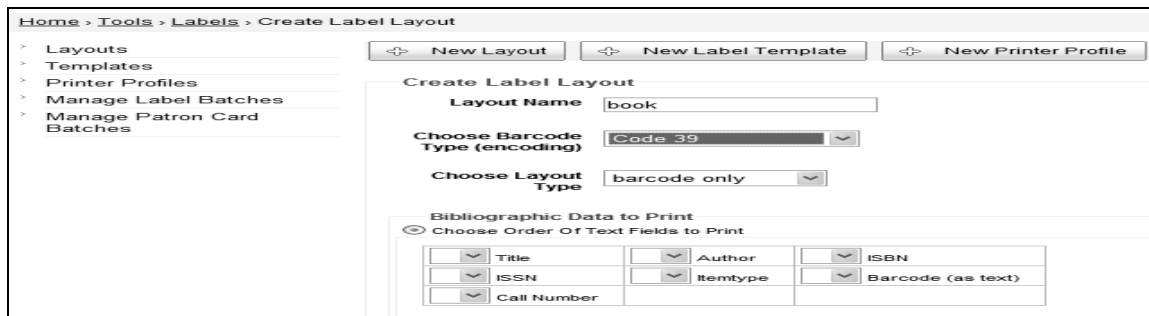 Home › Tools › Labels › Create Label Layout
Layouts
Templates
Printer Profiles
Manage Label Batches
Manage Patron Card
Batches
New Layout New Label Template New Printer Profile
Create Label Layout
Layout Name book
Choose Barcode
Type (encoding) Code 39
Choose Layout
Type barcode only
Bibliographic Data to Print
Choose Order Of Text Fields to Print
Title Author ISBN
ISSN Itemtype Barcode (as text)
Call Number